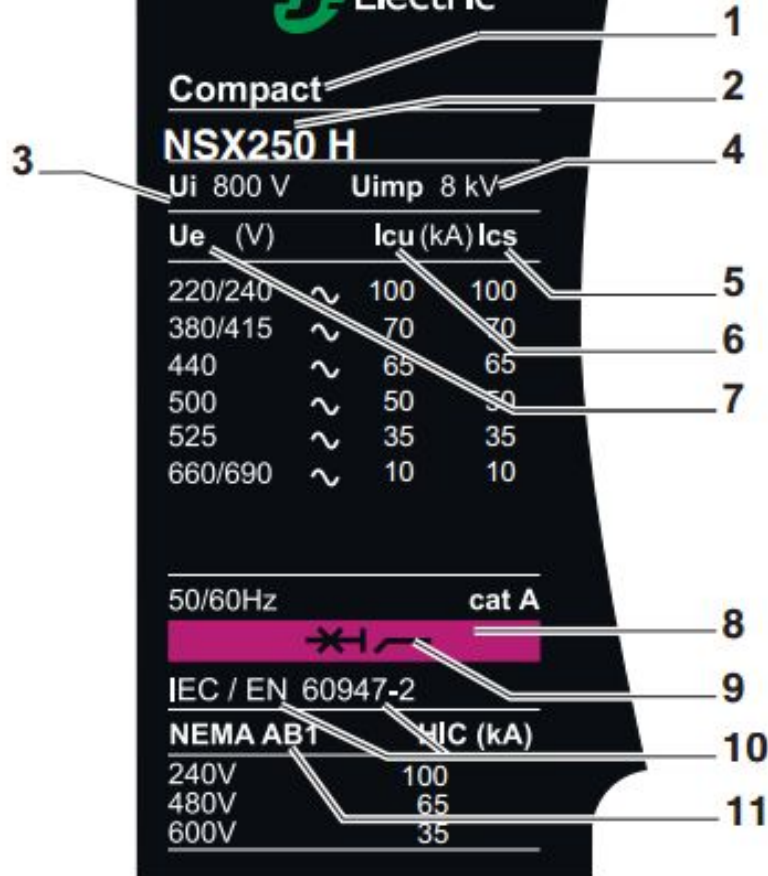 Electric
1
Compact
2
NSX250 H
3
4
Ui 800 V Uimp 8 kV
Ue (V) Icu (kA) Ics
5
220/240 ∿ 100 100
380/415 ∿ 70 70
6
440 ∿ 65 65
7
500 ∿ 50 50
525 ∿ 35 35
660/690 ∿ 10 10
50/60Hz cat A
8
IEC / EN 60947-2
9
NEMA AB1 HIC (kA)
10
240V 100
480V 65
11
600V 35